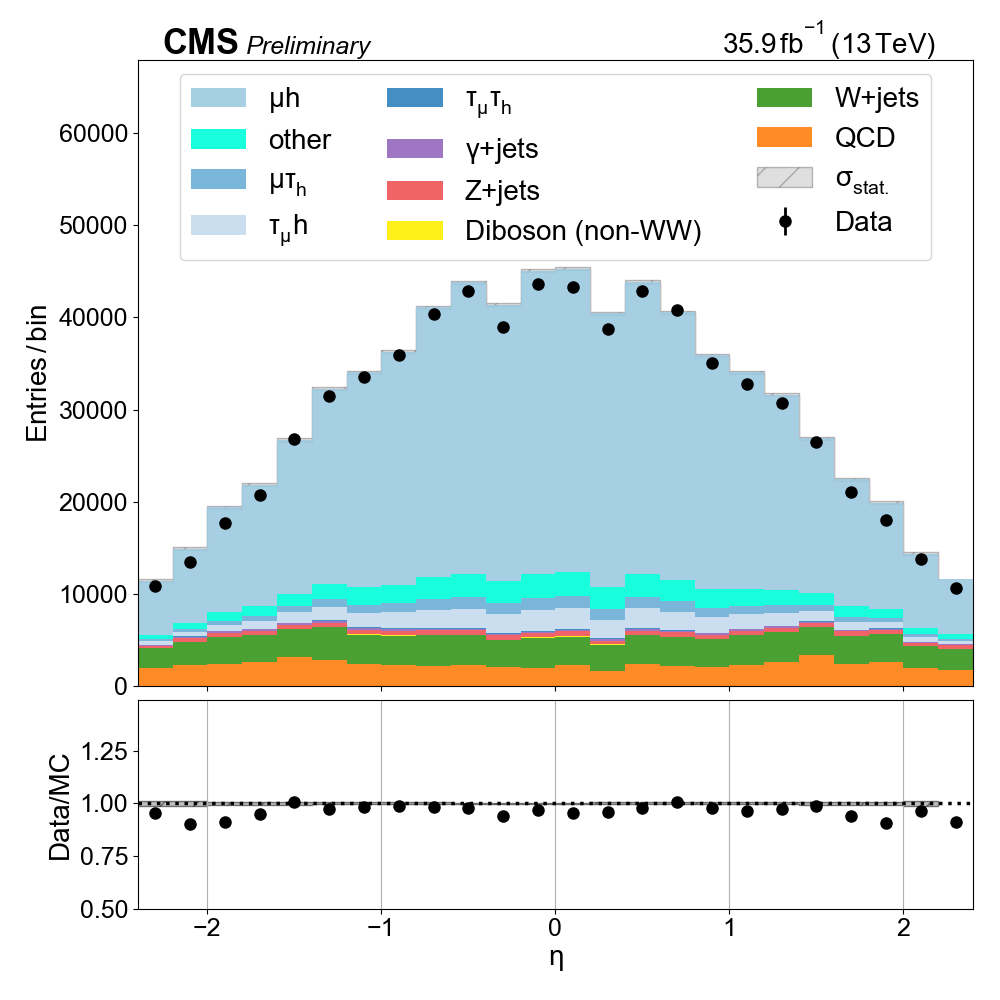 CMS Preliminary 35.9 fb⁻¹ (13 TeV)
μh
other
μτ_h
τ_μh
τ_μτ_h
γ+jets
Z+jets
Diboson (non-WW)
W+jets
QCD
σ_stat.
Data
Entries / bin
60000
50000
40000
30000
20000
10000
0
Data/MC
1.25
1.00
0.75
0.50
−2 −1 0 1 2
η